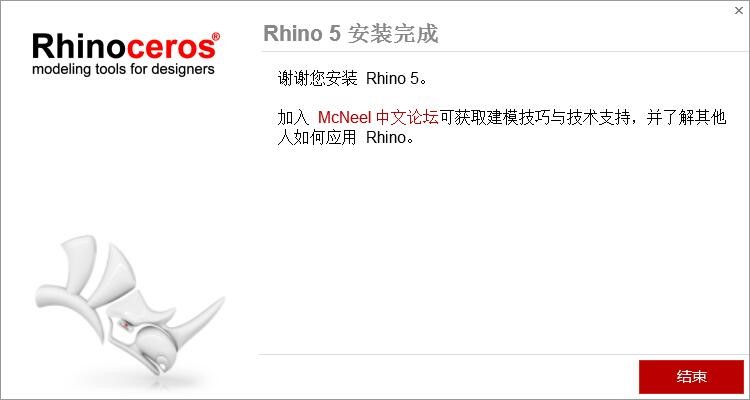 Rhinoceros®
modeling tools for designers
×
Rhino 5 安装完成
谢谢您安装 Rhino 5。
加入 McNeel 中文论坛可获取建模技巧与技术支持，并了解其他
人如何应用 Rhino。
结束